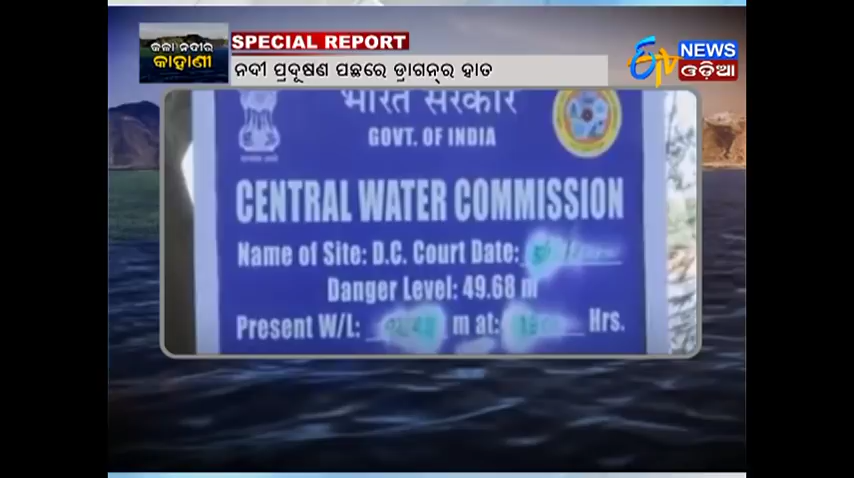 କଳା ନଦୀର
କାହାଣୀ
SPECIAL REPORT
ନଦୀ ପ୍ରଦୂଷଣ ପଛରେ ଡ୍ରାଗନ୍‌ର ହାତ
ETV NEWS
ଓଡ଼ିଆ
भारत सरकार
GOVT. OF INDIA
CENTRAL WATER COMMISSION
Name of Site: D.C. Court Date:
Danger Level: 49.68 m
Present W/L: m at: Hrs.